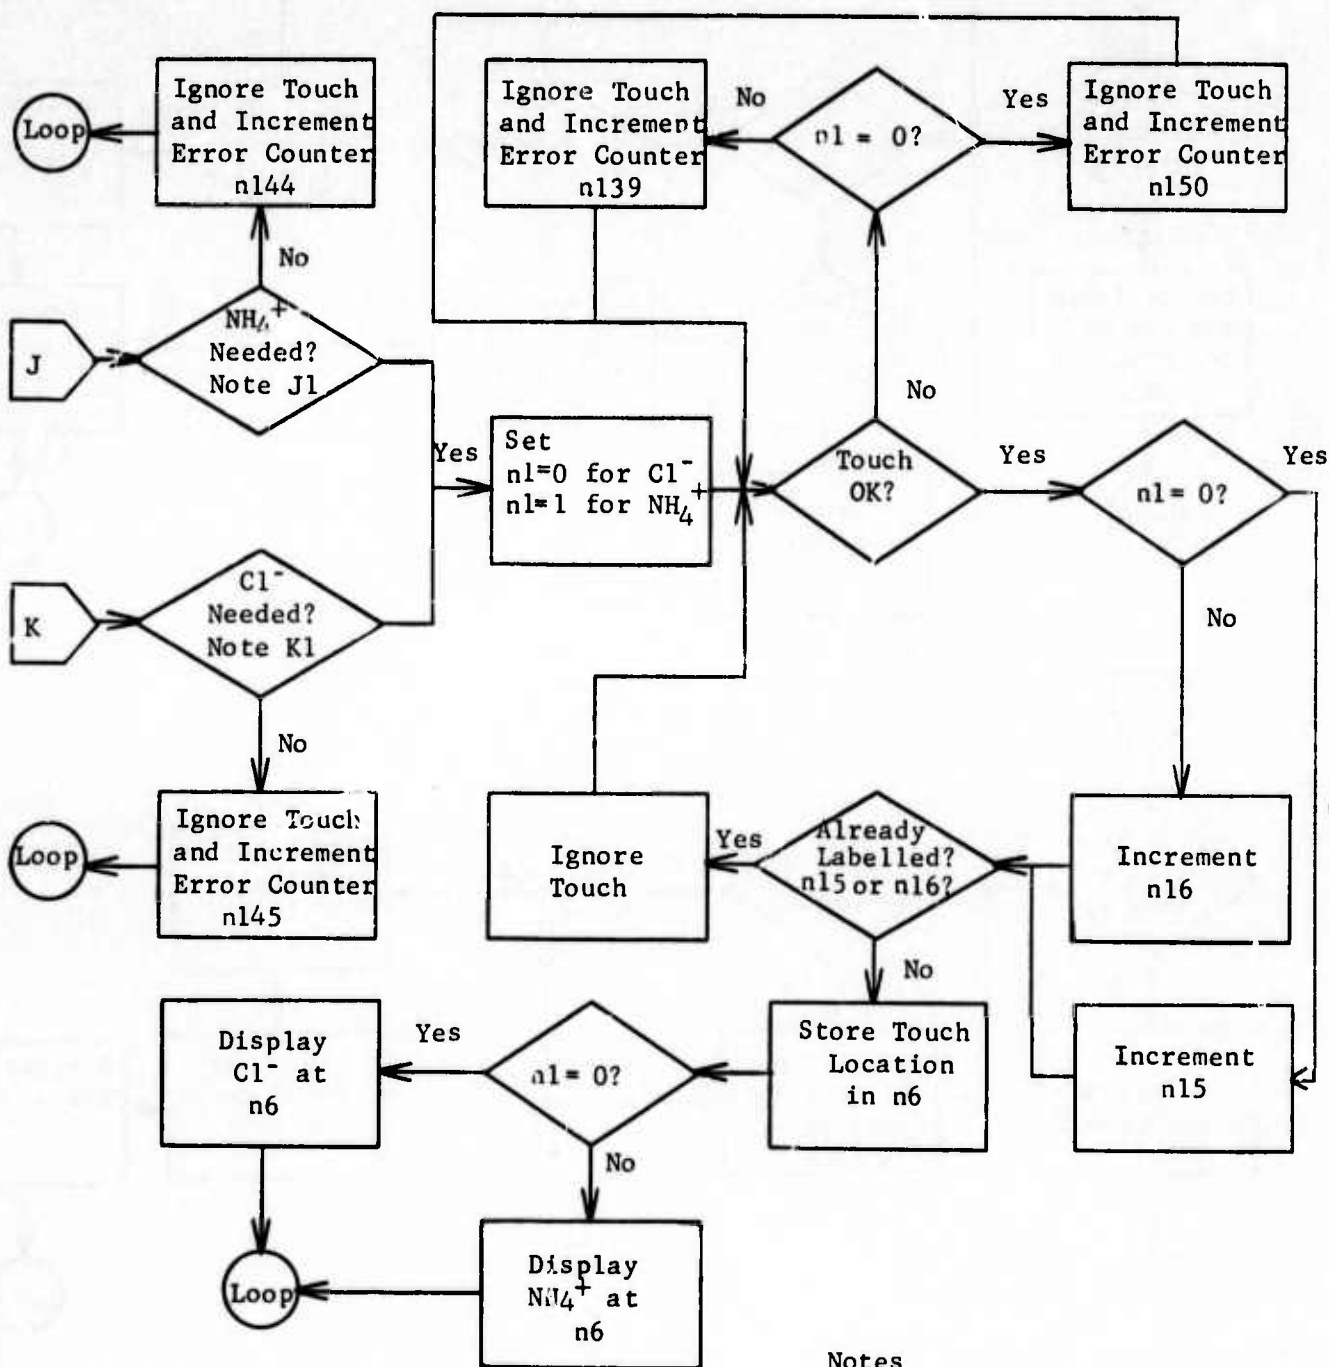 Loop
Ignore Touch
and Increment
Error Counter
n144
Ignore Touch
and Increment
Error Counter
n139
No
n1 = 0?
Yes
Ignore Touch
and Increment
Error Counter
n150
No
J
NH4+
Needed?
Note J1
No
Yes
Set
n1=0 for Cl-
n1=1 for NH4+
Touch
OK?
Yes
n1= 0?
Yes
K
Cl-
Needed?
Note K1
No
No
Loop
Ignore Touch
and Increment
Error Counter
n145
Ignore
Touch
Yes
Already
Labelled?
n15 or n16?
Increment
n16
No
Display
Cl- at
n6
Yes
n1= 0?
Store Touch
Location
in n6
Increment
n15
No
Loop
Display
NH4+ at
n6
Notes